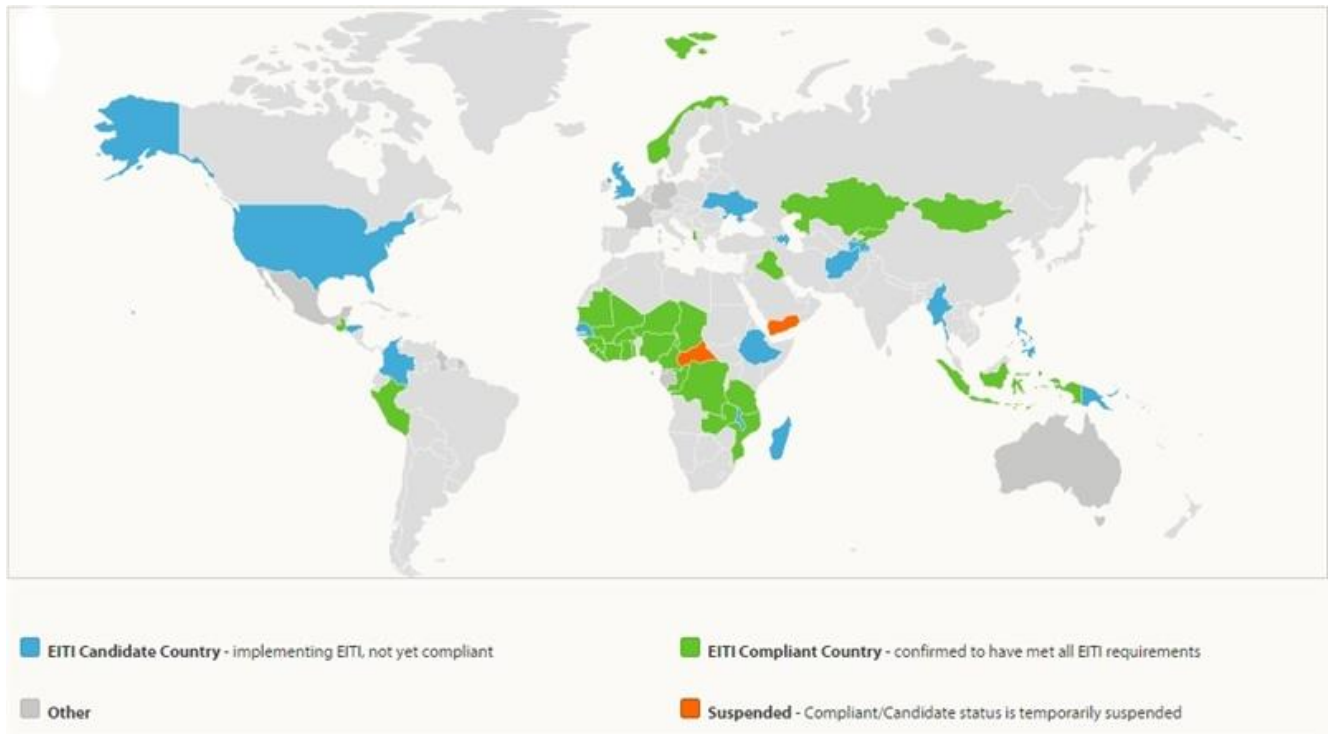 EITI Candidate Country - implementing EITI, not yet compliant
EITI Compliant Country - confirmed to have met all EITI requirements
Other
Suspended - Compliant/Candidate status is temporarily suspended